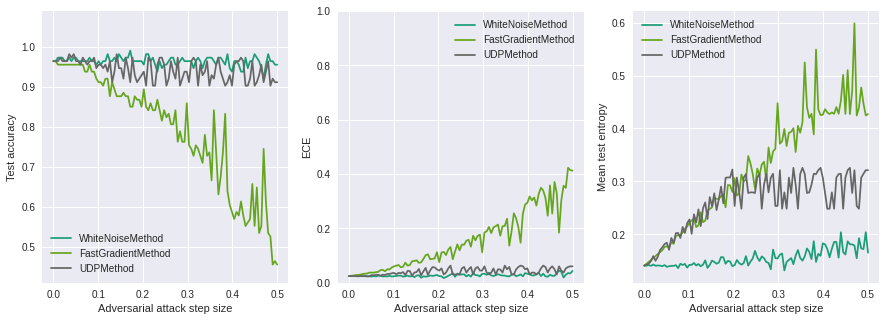 Test accuracy
1.0
0.9
0.8
0.7
0.6
0.5
WhiteNoiseMethod
FastGradientMethod
UDPMethod
0.0 0.1 0.2 0.3 0.4 0.5
Adversarial attack step size
ECE
1.0
0.8
0.6
0.4
0.2
0.0
WhiteNoiseMethod
FastGradientMethod
UDPMethod
0.0 0.1 0.2 0.3 0.4 0.5
Adversarial attack step size
Mean test entropy
0.6
0.5
0.4
0.3
0.2
WhiteNoiseMethod
FastGradientMethod
UDPMethod
0.0 0.1 0.2 0.3 0.4 0.5
Adversarial attack step size